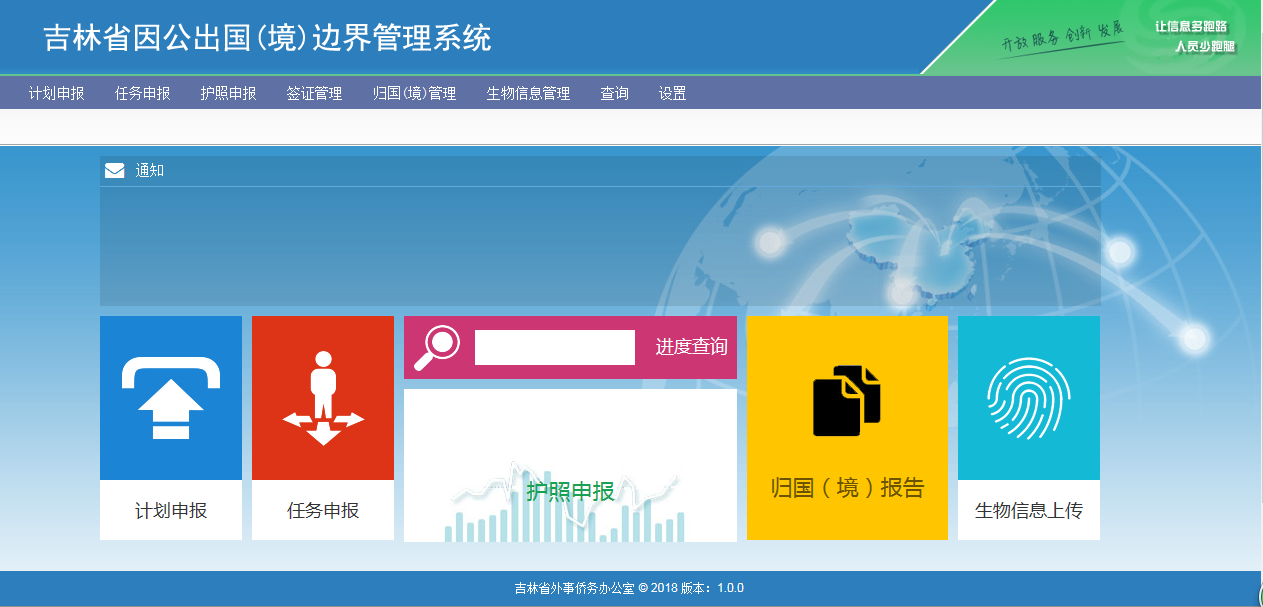 吉林省因公出国(境)边界管理系统
开放 服务 创新 发展
让信息多跑路
人员少跑腿
计划申报 任务申报 护照申报 签证管理 归国(境)管理 生物信息管理 查询 设置
通知
进度查询
护照申报
归国（境）报告
计划申报 任务申报 生物信息上传
吉林省外事侨务办公室 © 2018 版本：1.0.0